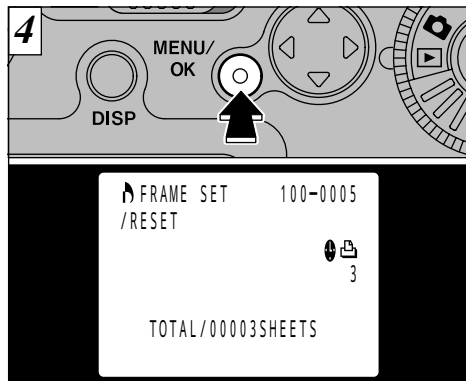 4
MENU/
OK
DISP
FRAME SET 100-0005
/RESET
3
TOTAL/00003SHEETS